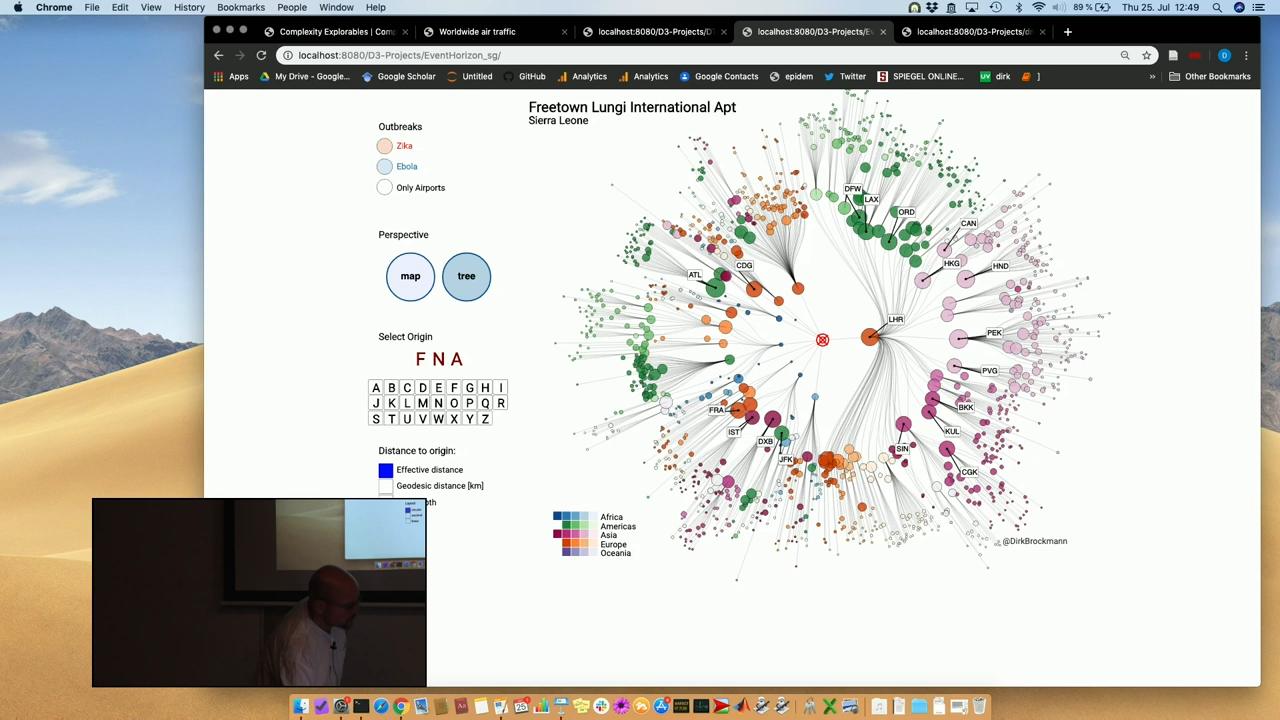 Chrome File Edit View History Bookmarks People Window Help 89% Thu 25. Jul 12:49
Complexity Explorables | Com Worldwide air traffic localhost:8080/D3-Projects/D localhost:8080/D3-Projects/Ev localhost:8080/D3-Projects/de
localhost:8080/D3-Projects/EventHorizon_sg/
Apps My Drive - Google... Google Scholar Untitled GitHub Analytics Analytics Google Contacts epidem Twitter SPIEGEL ONLINE... dirk ] » Other Bookmarks
Freetown Lungi International Apt
Sierra Leone
Outbreaks
Zika
Ebola
Only Airports
Perspective
map tree
Select Origin
F N A
A B C D E F G H I
J K L M N O P Q R
S T U V W X Y Z
Distance to origin:
Effective distance
Geodesic distance [km]
DFW
LAX
ORD
CAN
HKG
HND
CDG
ATL
LHR
PEK
PVG
BKK
FRA
IST
DXB
JFK
KUL
SIN
CGK
Africa
Americas
Asia
Europe
Oceania
@DirkBrockmann